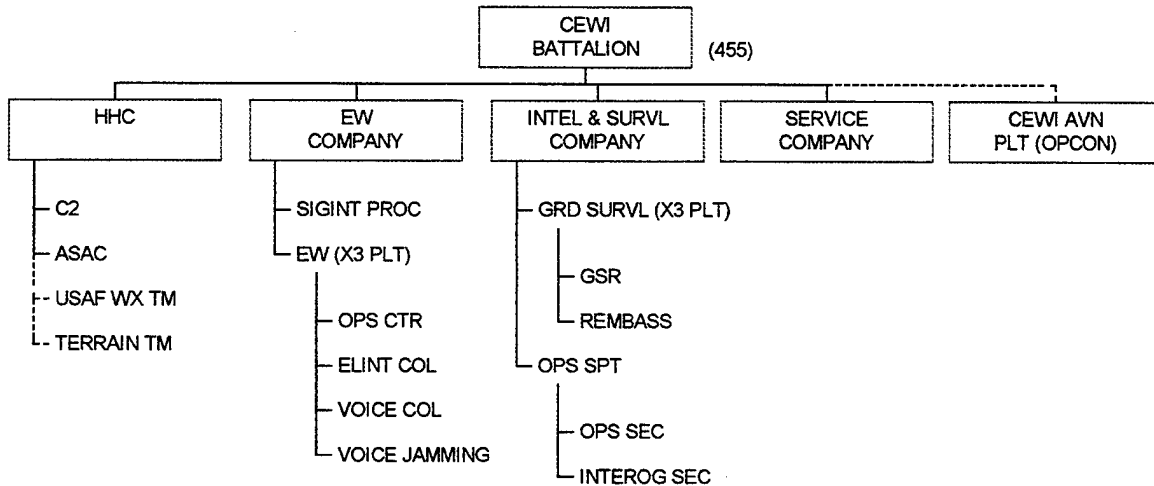 CEWI
BATTALION
(455)
HHC
EW
COMPANY
INTEL & SURVL
COMPANY
SERVICE
COMPANY
CEWI AVN
PLT (OPCON)
C2
ASAC
USAF WX TM
TERRAIN TM
SIGINT PROC
EW (X3 PLT)
OPS CTR
ELINT COL
VOICE COL
VOICE JAMMING
GRD SURVL (X3 PLT)
GSR
REMBASS
OPS SPT
OPS SEC
INTEROG SEC